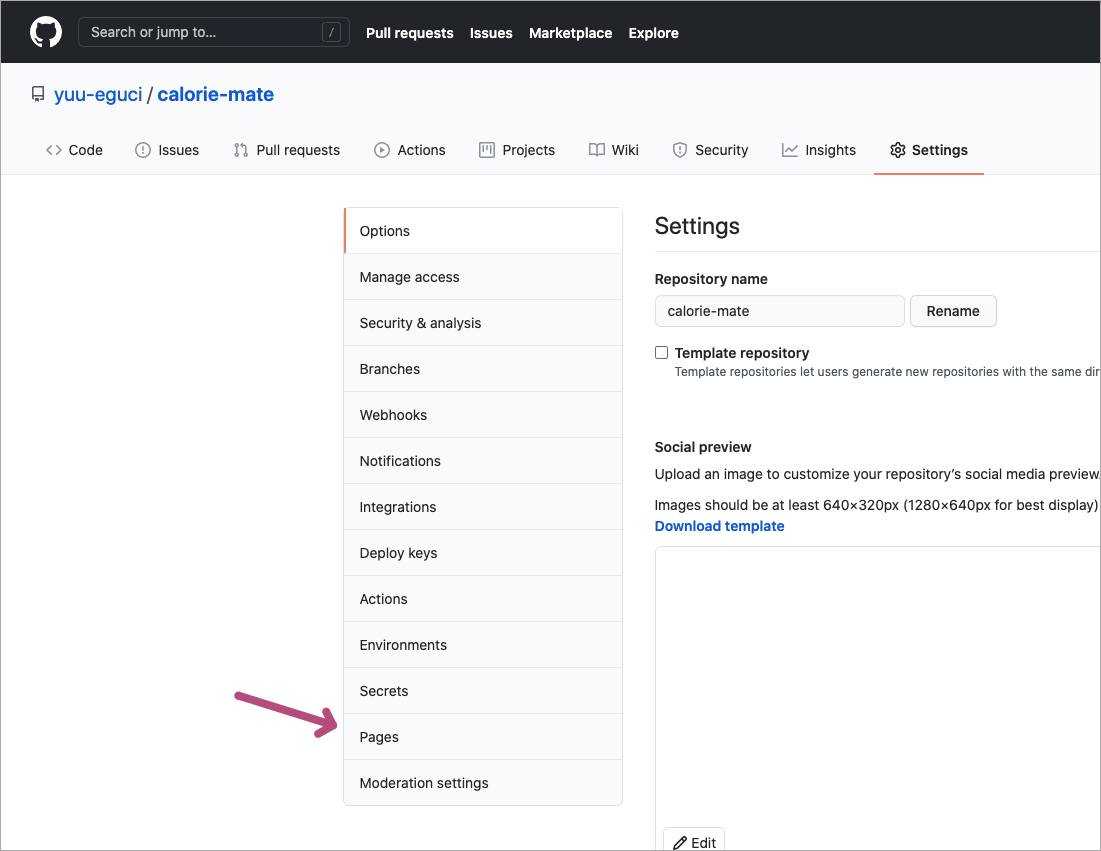 Search or jump to... /
Pull requests Issues Marketplace Explore
yuu-eguci / calorie-mate
Code Issues Pull requests Actions Projects Wiki Security Insights Settings
Options
Manage access
Security & analysis
Branches
Webhooks
Notifications
Integrations
Deploy keys
Actions
Environments
Secrets
Pages
Moderation settings
Settings
Repository name
calorie-mate Rename
Template repository
Template repositories let users generate new repositories with the same dir
Social preview
Upload an image to customize your repository’s social media preview.
Images should be at least 640×320px (1280×640px for best display)
Download template
Edit